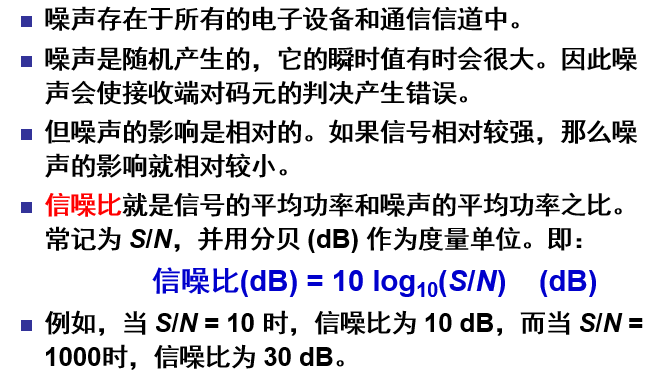 噪声存在于所有的电子设备和通信信道中。
噪声是随机产生的，它的瞬时值有时会很大。因此噪
声会使接收端对码元的判决产生错误。
但噪声的影响是相对的。如果信号相对较强，那么噪
声的影响就相对较小。
信噪比就是信号的平均功率和噪声的平均功率之比。
常记为 S/N，并用分贝 (dB) 作为度量单位。即：
信噪比(dB) = 10 log₁₀(S/N) (dB)
例如，当 S/N = 10 时，信噪比为 10 dB，而当 S/N =
1000时，信噪比为 30 dB。